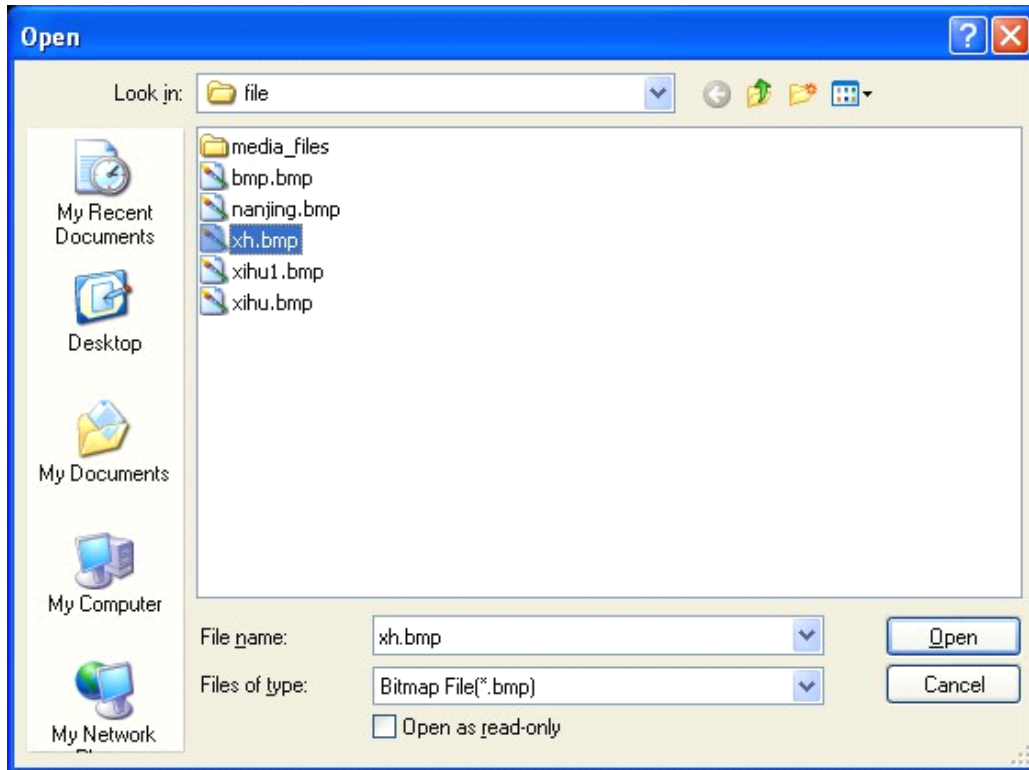 Open
Look in:
file
My Recent
Documents
Desktop
My Documents
My Computer
My Network
media_files
bmp.bmp
nanjing.bmp
xh.bmp
xihu1.bmp
xihu.bmp
File name:
xh.bmp
Open
Files of type:
Bitmap File(*.bmp)
Cancel
Open as read-only